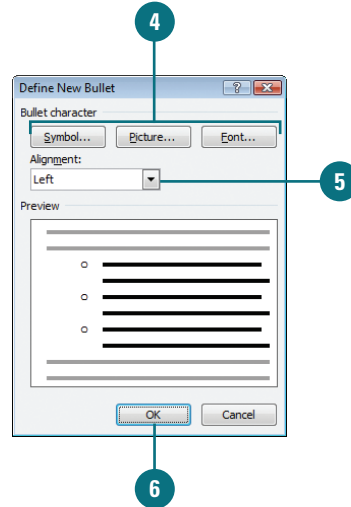 4
Define New Bullet
Bullet character
Symbol... Picture... Font...
Alignment:
Left
5
Preview
OK Cancel
6